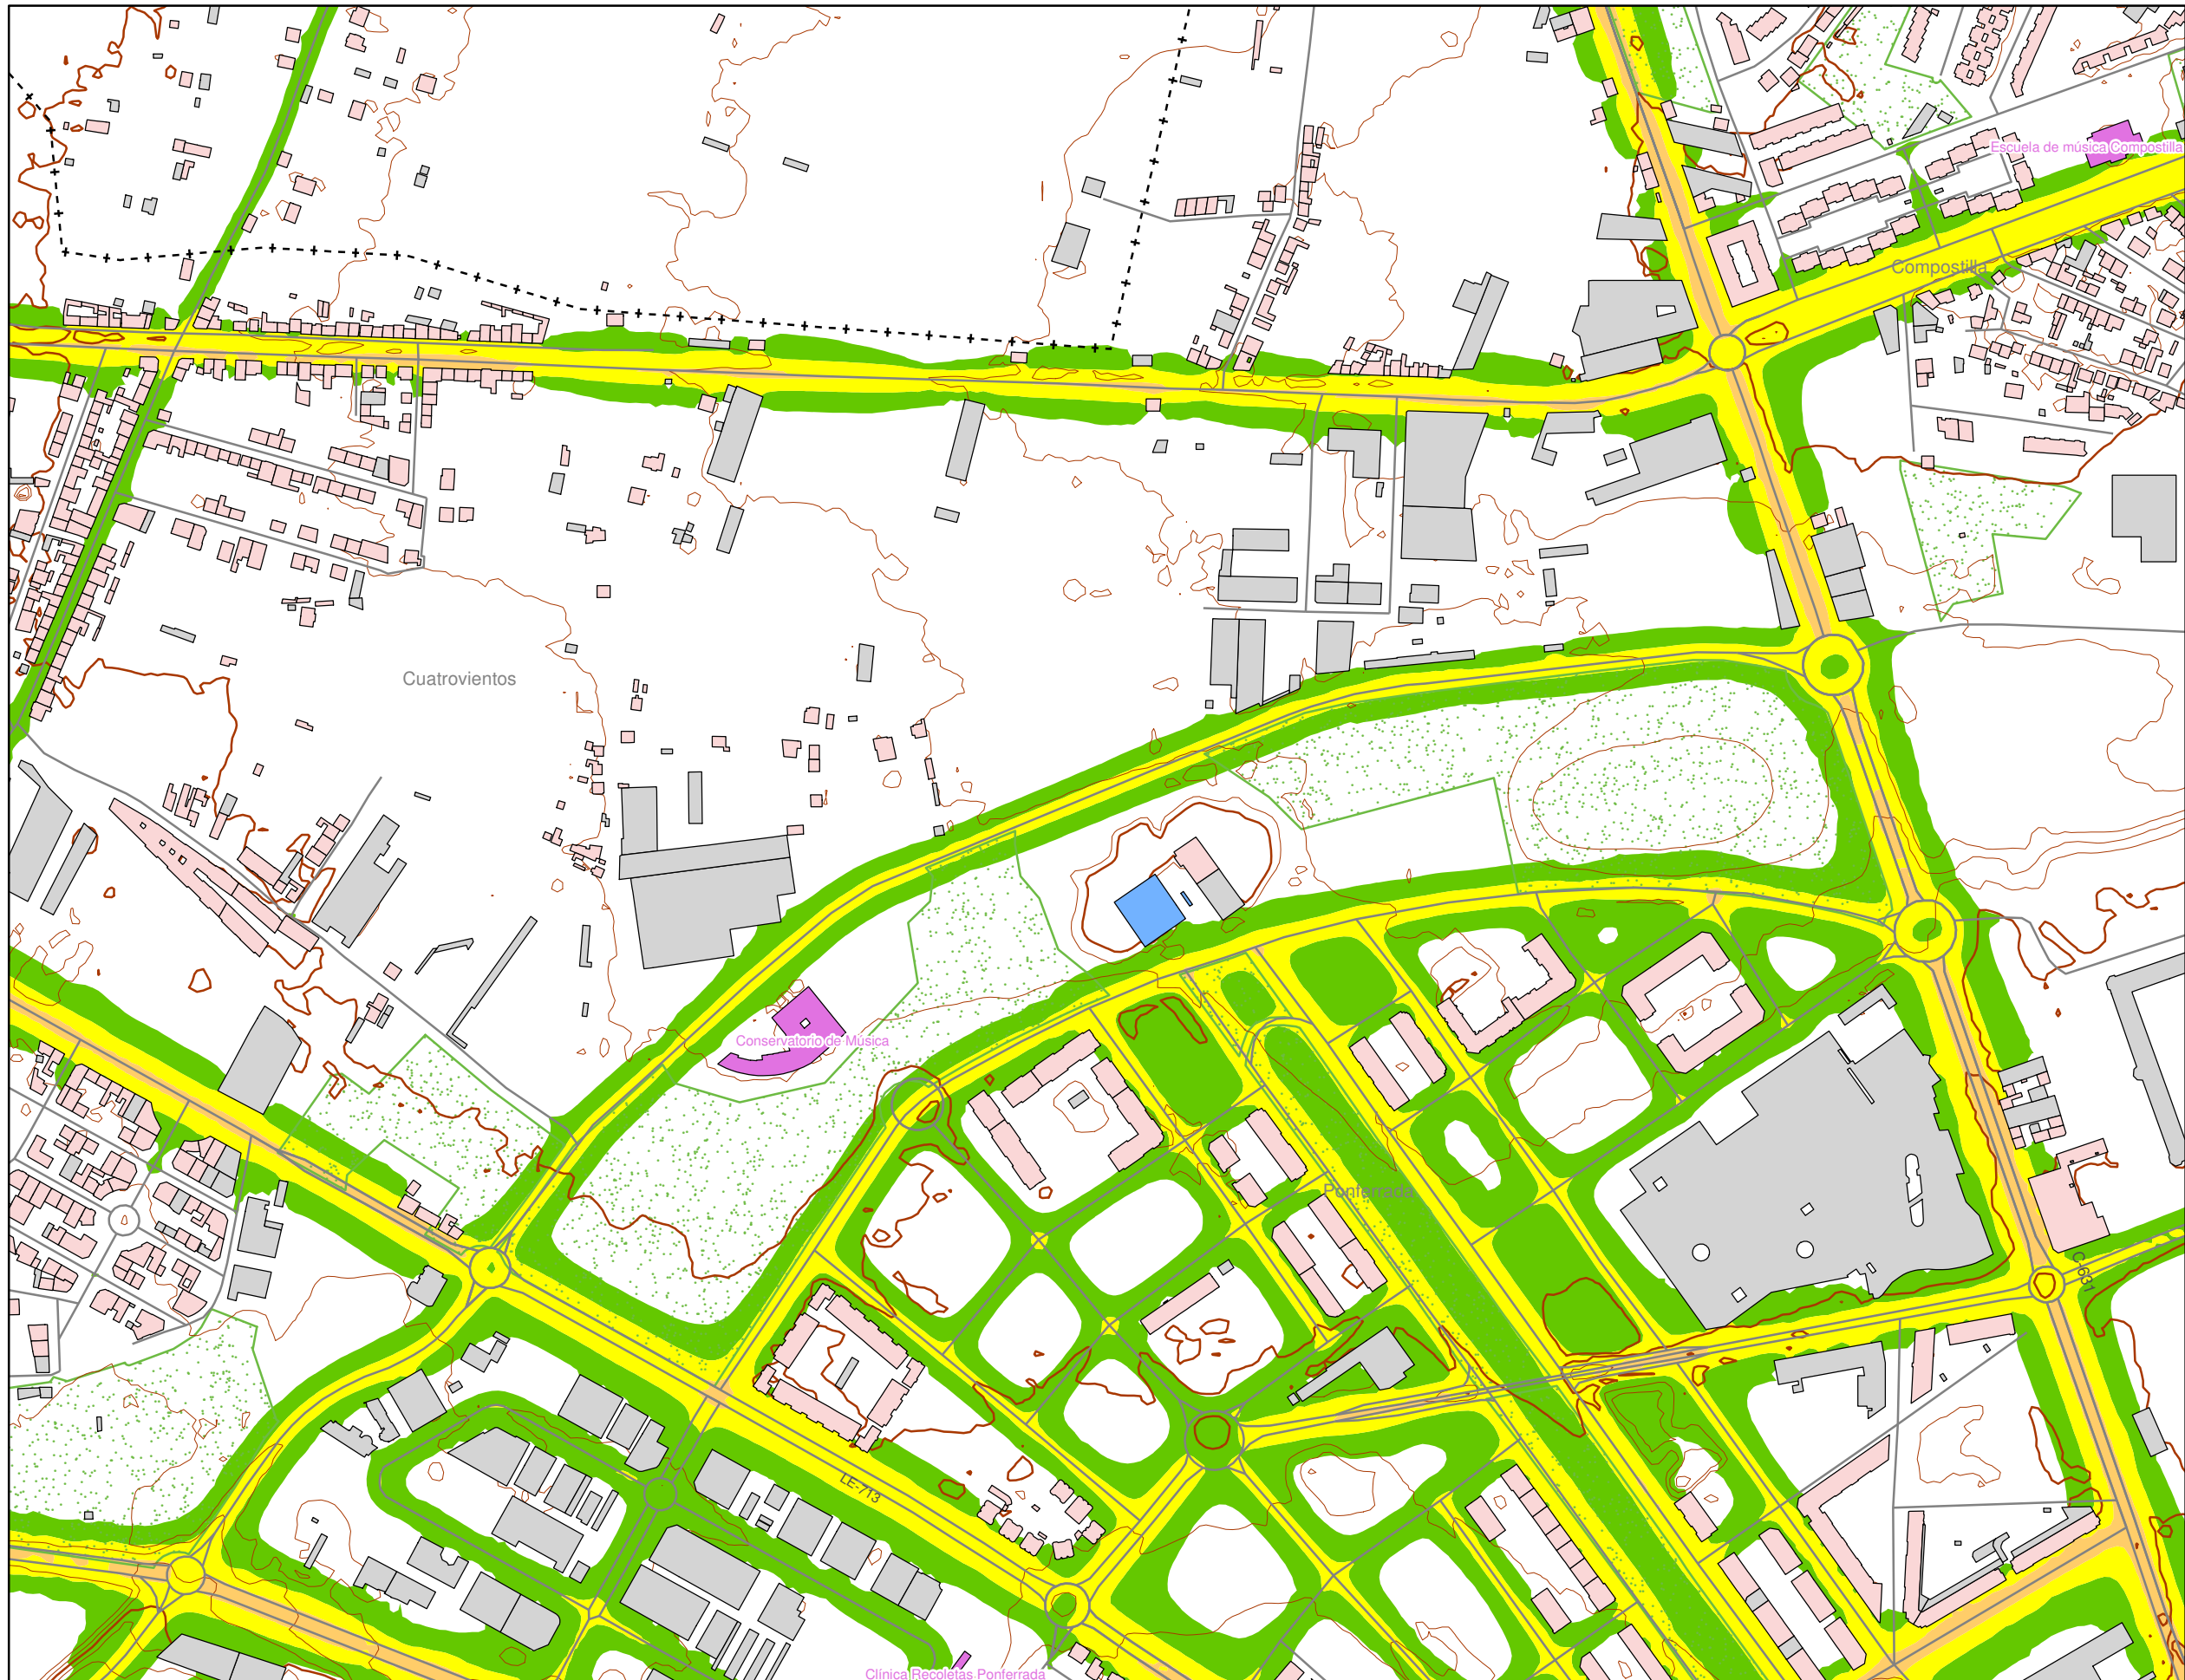 Escuela de música Compostilla
Compostilla
Cuatrovientos
Conservatorio de Música
Ponferrada
C-631
LE-713
Clínica Recoletas Ponferrada